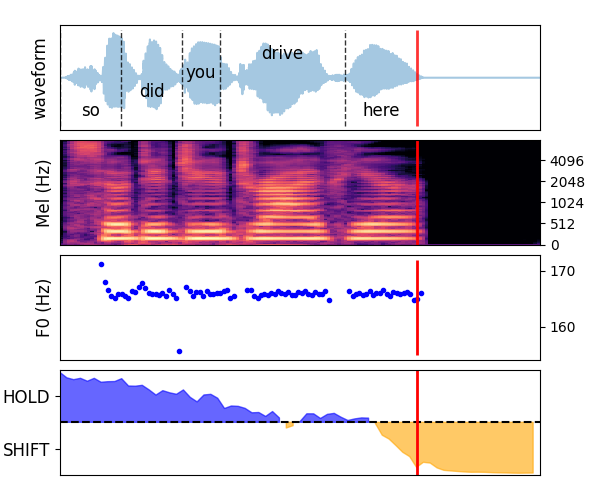 waveform
so
did
you
drive
here
Mel (Hz)
4096
2048
1024
512
0
F0 (Hz)
170
160
HOLD
SHIFT